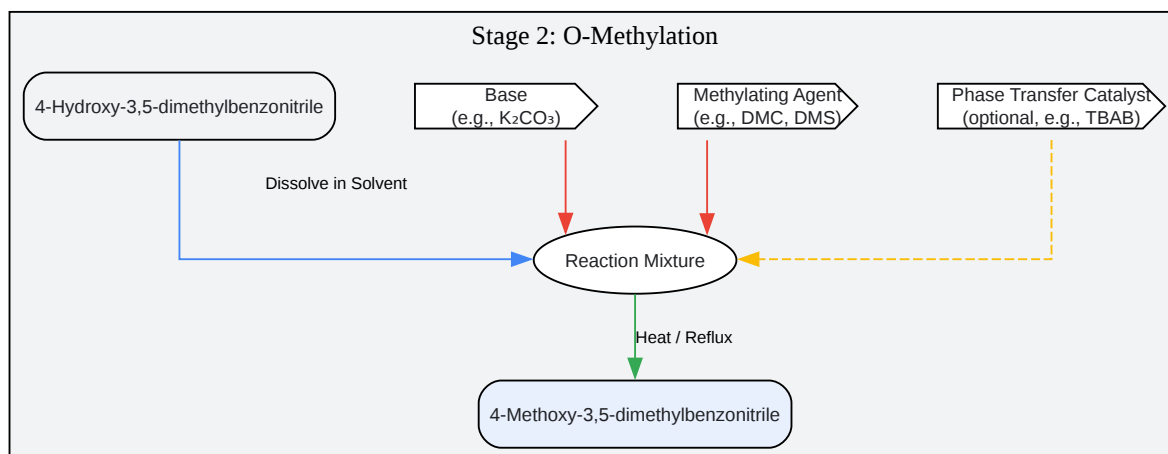 Stage 2: O-Methylation
4-Hydroxy-3,5-dimethylbenzonitrile
Base
(e.g., K₂CO₃)
Methylating Agent
(e.g., DMC, DMS)
Phase Transfer Catalyst
(optional, e.g., TBAB)
Dissolve in Solvent
Reaction Mixture
Heat / Reflux
4-Methoxy-3,5-dimethylbenzonitrile